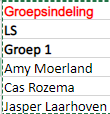 Groepsindeling
LS
Groep 1
Amy Moerland
Cas Rozema
Jasper Laarhoven